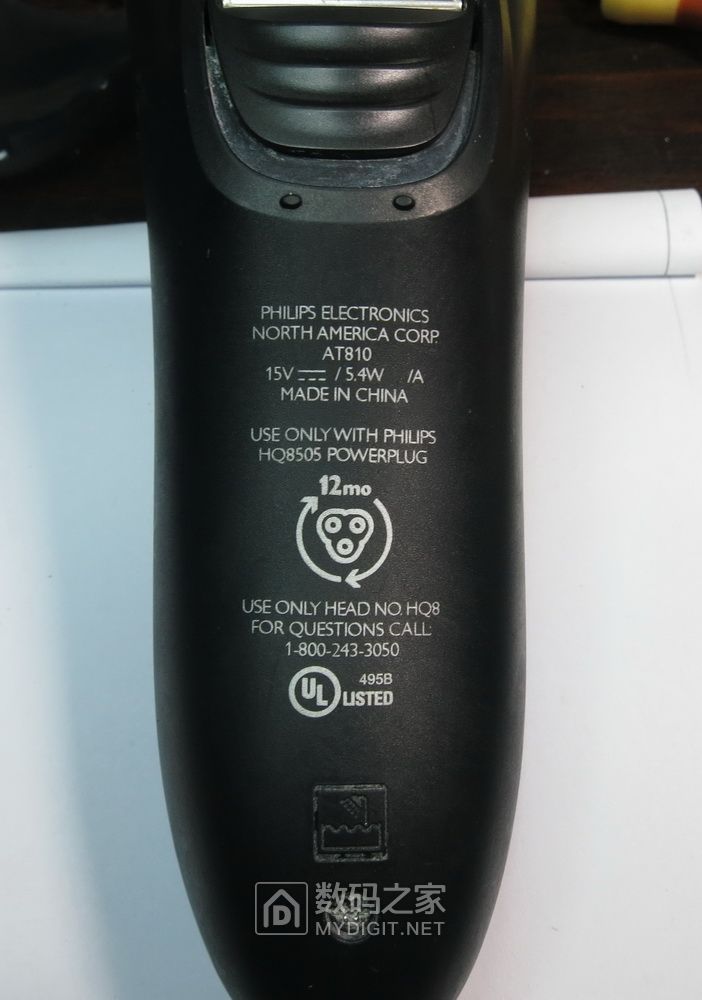 PHILIPS ELECTRONICS
NORTH AMERICA CORP.
AT810
15V ⎓ / 5.4W /A
MADE IN CHINA
USE ONLY WITH PHILIPS
HQ8505 POWERPLUG
12mo
USE ONLY HEAD NO. HQ8
FOR QUESTIONS CALL:
1-800-243-3050
UL 495B
LISTED
数码之家
MYDIGIT.NET